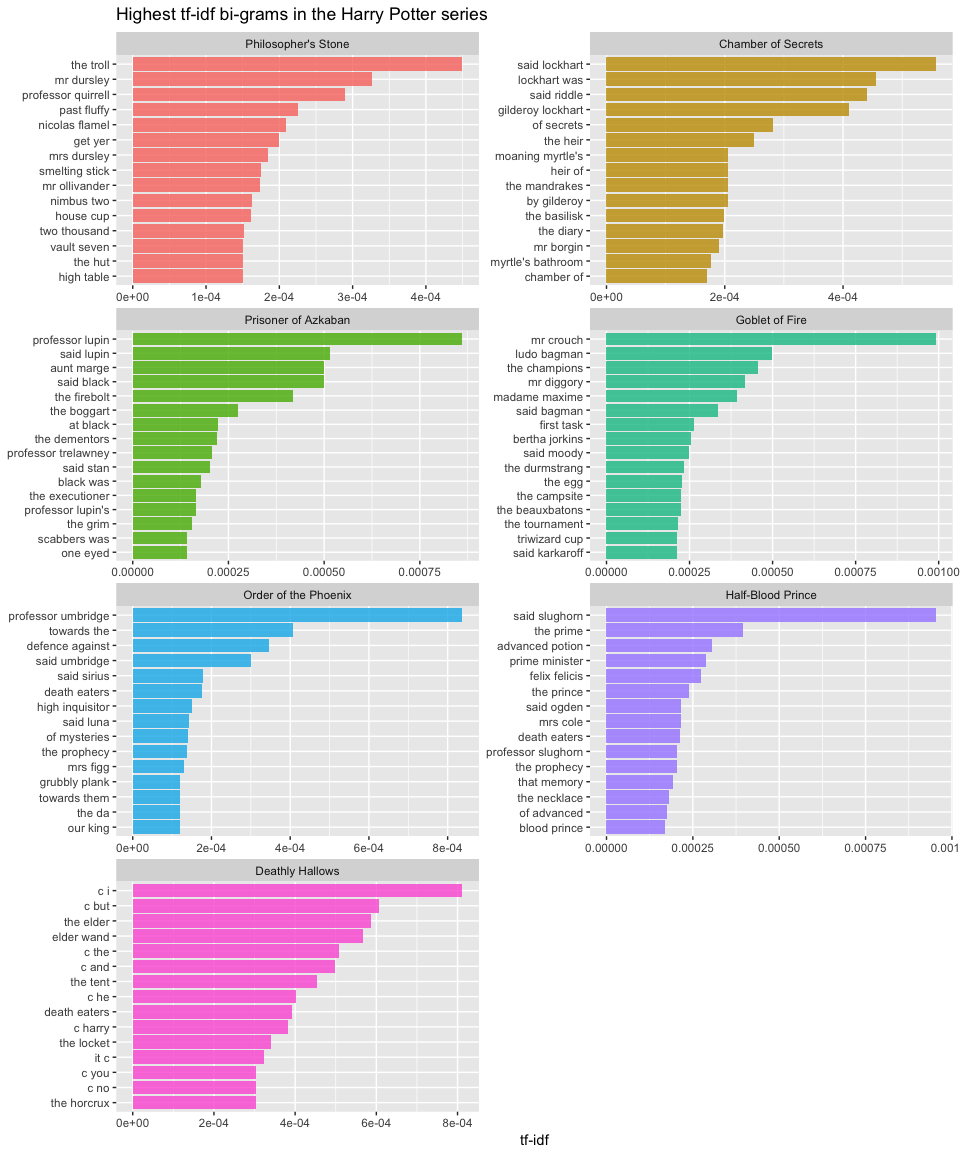 Highest tf-idf bi-grams in the Harry Potter series
Philosopher's Stone
the troll
mr dursley
professor quirrell
past fluffy
nicolas flamel
get yer
mrs dursley
smelting stick
mr ollivander
nimbus two
house cup
two thousand
vault seven
the hut
high table
0e+00 1e-04 2e-04 3e-04 4e-04
Chamber of Secrets
said lockhart
lockhart was
said riddle
gilderoy lockhart
of secrets
the heir
moaning myrtle's
heir of
the mandrakes
by gilderoy
the basilisk
the diary
mr borgin
myrtle's bathroom
chamber of
0e+00 2e-04 4e-04
Prisoner of Azkaban
professor lupin
said lupin
aunt marge
said black
the firebolt
the boggart
at black
the dementors
professor trelawney
said stan
black was
the executioner
professor lupin's
the grim
scabbers was
one eyed
0.00000 0.00025 0.00050 0.00075
Goblet of Fire
mr crouch
ludo bagman
the champions
mr diggory
madame maxime
said bagman
first task
bertha jorkins
said moody
the durmstrang
the egg
the campsite
the beauxbatons
the tournament
triwizard cup
said karkaroff
0.00000 0.00025 0.00050 0.00075 0.00100
Order of the Phoenix
professor umbridge
towards the
defence against
said umbridge
said sirius
death eaters
high inquisitor
said luna
of mysteries
the prophecy
mrs figg
grubbly plank
towards them
the da
our king
0e+00 2e-04 4e-04 6e-04 8e-04
Half-Blood Prince
said slughorn
the prime
advanced potion
prime minister
felix felicis
the prince
said ogden
mrs cole
death eaters
professor slughorn
the prophecy
that memory
the necklace
of advanced
blood prince
0.00000 0.00025 0.00050 0.00075 0.001
Deathly Hallows
c i
c but
the elder
elder wand
c the
c and
the tent
c he
death eaters
c harry
the locket
it c
c you
c no
the horcrux
0e+00 2e-04 4e-04 6e-04 8e-04
tf-idf